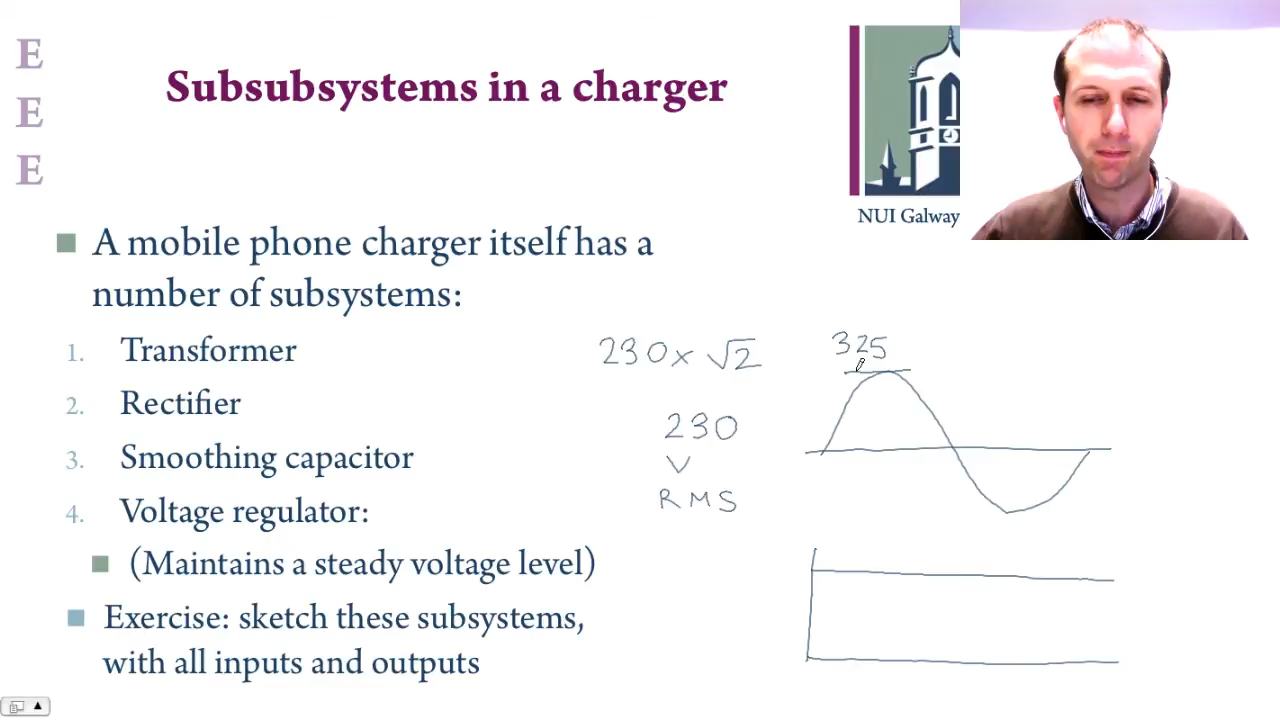 E
E
E
Subsubsystems in a charger
NUI Galway
A mobile phone charger itself has a
number of subsystems:
1. Transformer
2. Rectifier
3. Smoothing capacitor
4. Voltage regulator:
(Maintains a steady voltage level)
Exercise: sketch these subsystems,
with all inputs and outputs
230 x √2
325
230
V
RMS